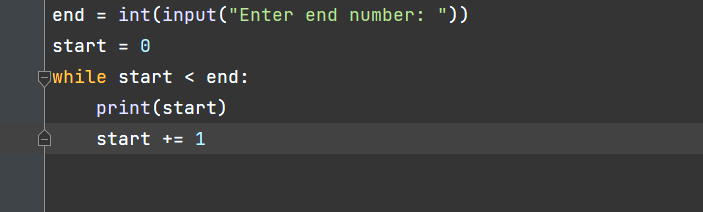 end = int(input("Enter end number: "))
start = 0
while start < end:
    print(start)
    start += 1